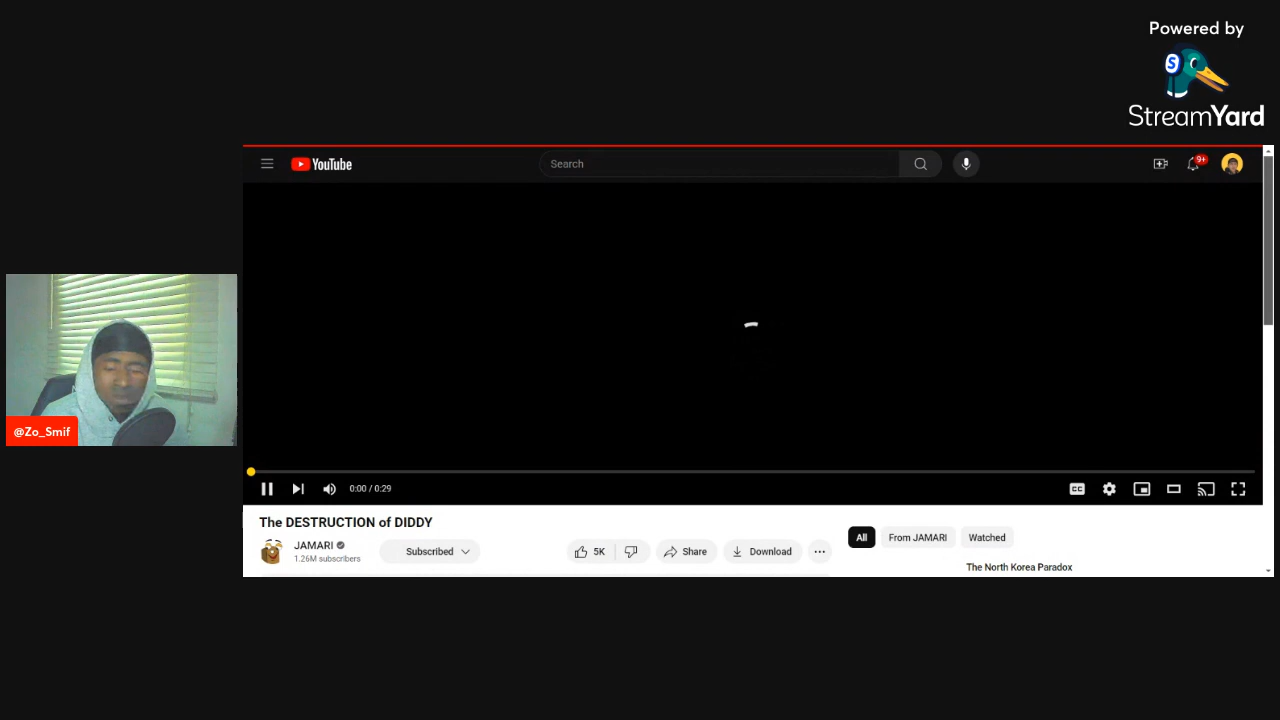 Powered by
StreamYard
YouTube
Search
9+
@Zo_Smif
0:00 / 0:29
CC
The DESTRUCTION of DIDDY
JAMARI
1.26M subscribers
Subscribed
5K
Share
Download
All
From JAMARI
Watched
The North Korea Paradox